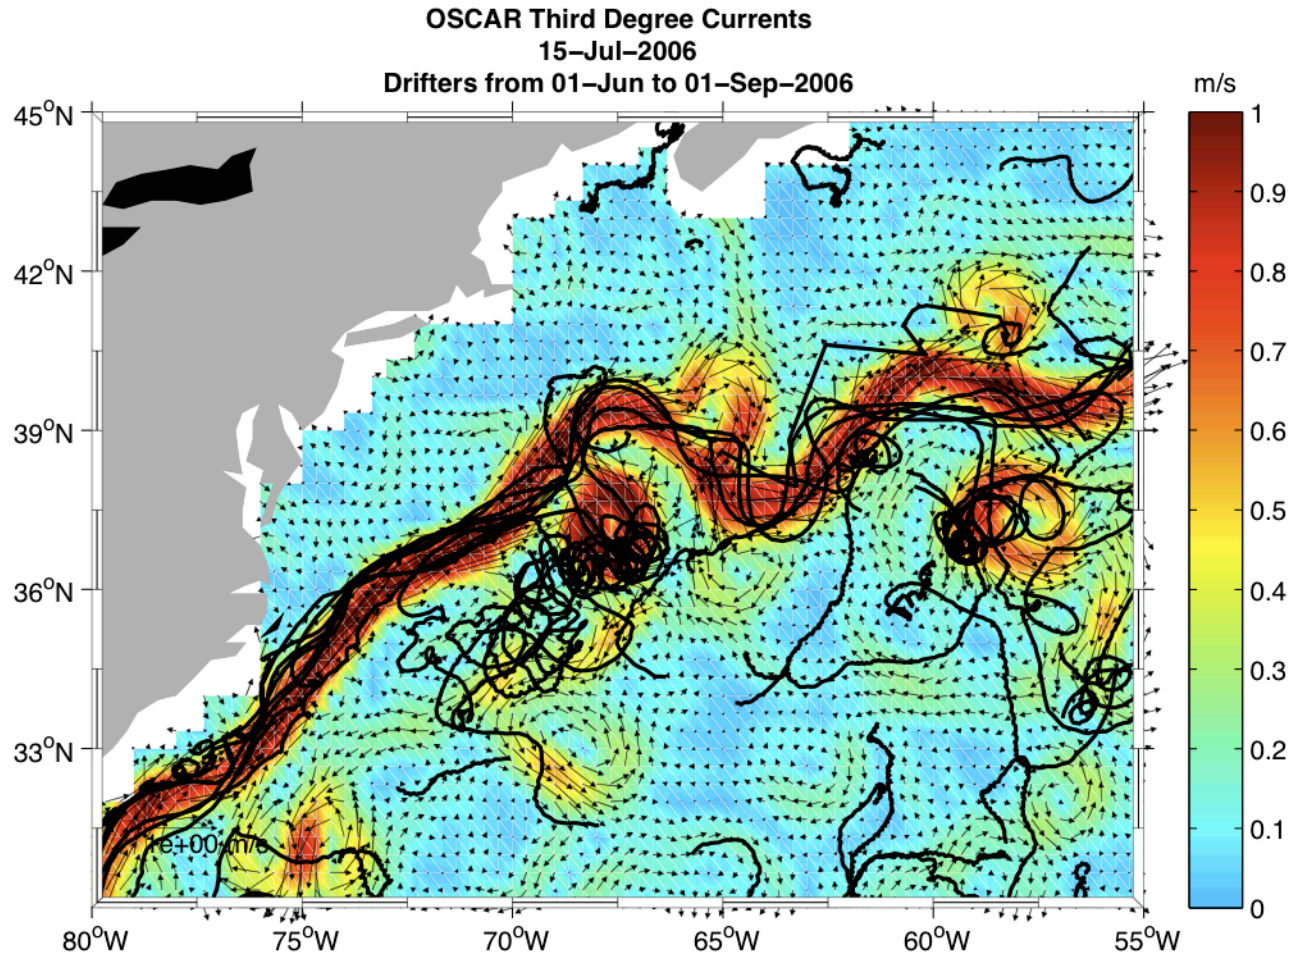 OSCAR Third Degree Currents
15−Jul−2006
Drifters from 01−Jun to 01−Sep−2006
m/s
45°N
42°N
39°N
36°N
33°N
1
0.9
0.8
0.7
0.6
0.5
0.4
0.3
0.2
0.1
0
1e+00 m/s
80°W
75°W
70°W
65°W
60°W
55°W